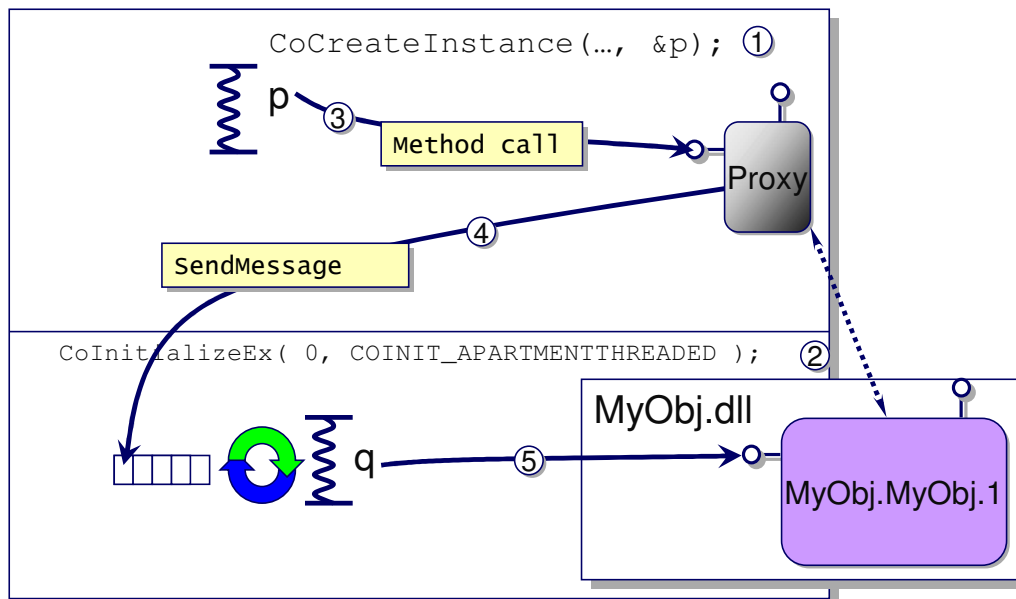 CoCreateInstance(…, &p); 1
p
3
Method call
Proxy
4
SendMessage
CoInitializeEx( 0, COINIT_APARTMENTTHREADED ); 2
MyObj.dll
q
5
MyObj.MyObj.1